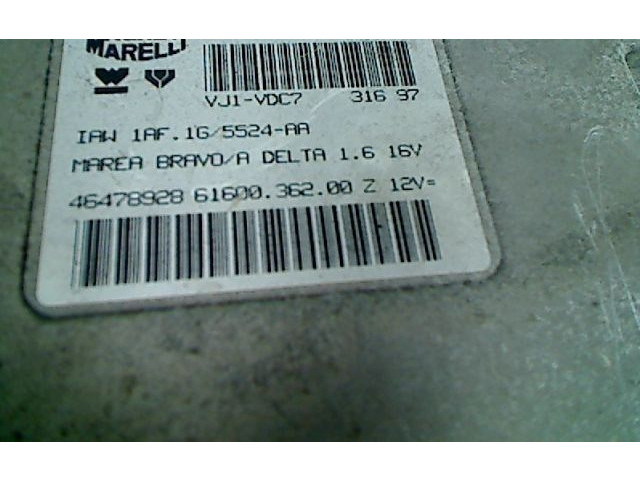 MARELLI
VJ1-VDC7 316 97
IAW 1AF.1G/5524-AA
MAREA BRAVO/A DELTA 1.6 16V
46478928 61600.362.00 Z 12V=